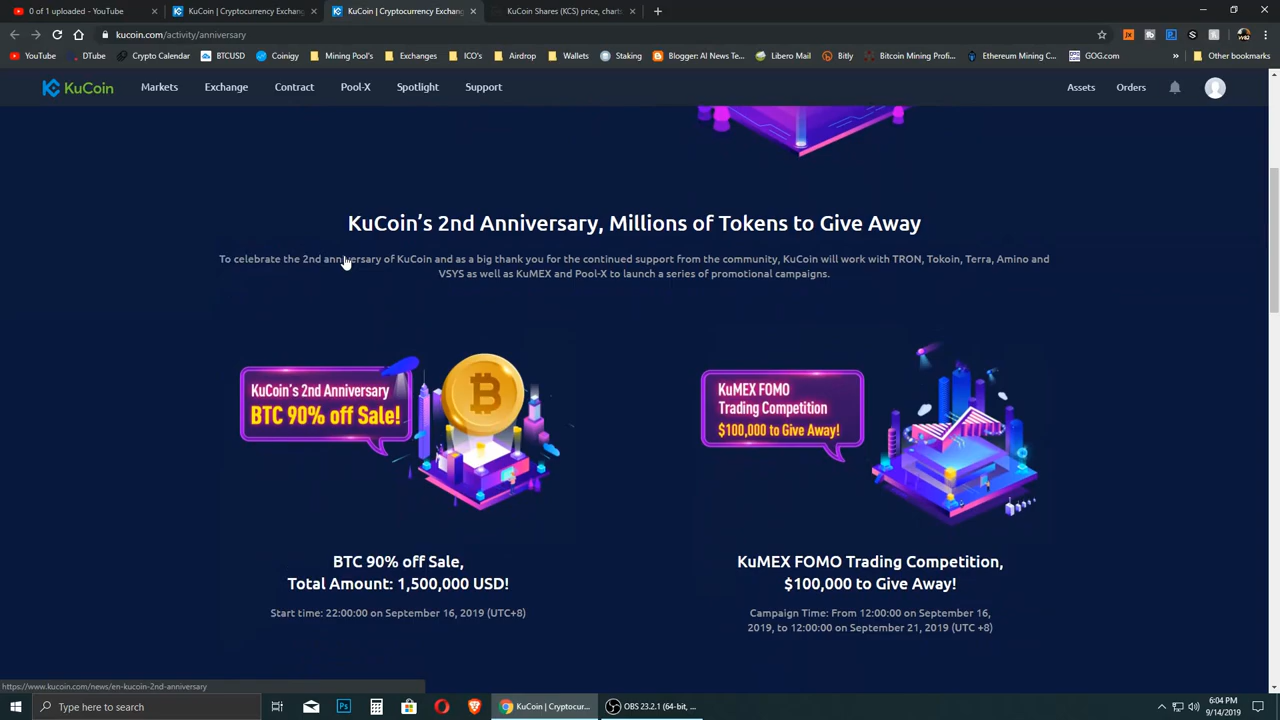 0 of 1 uploaded - YouTube
KuCoin | Cryptocurrency Exchan
KuCoin | Cryptocurrency Exchan
KuCoin Shares (KCS) price, chart
kucoin.com/activity/anniversary
YouTube
DTube
Crypto Calendar
BTCUSD
Coinigy
Mining Pool's
Exchanges
ICO's
Airdrop
Wallets
Staking
Blogger: AI News Te...
Libero Mail
Bitly
Bitcoin Mining Profi...
Ethereum Mining C...
GOG.com
»
Other bookmarks
KuCoin
Markets
Exchange
Contract
Pool-X
Spotlight
Support
Assets
Orders
KuCoin's 2nd Anniversary, Millions of Tokens to Give Away
To celebrate the 2nd anniversary of KuCoin and as a big thank you for the continued support from the community, KuCoin will work with TRON, Tokoin, Terra, Amino and
VSYS as well as KuMEX and Pool-X to launch a series of promotional campaigns.
KuCoin's 2nd Anniversary
BTC 90% off Sale!
KuMEX FOMO
Trading Competition
$100,000 to Give Away!
BTC 90% off Sale,
Total Amount: 1,500,000 USD!
Start time: 22:00:00 on September 16, 2019 (UTC+8)
KuMEX FOMO Trading Competition,
$100,000 to Give Away!
Campaign Time: From 12:00:00 on September 16,
2019, to 12:00:00 on September 21, 2019 (UTC +8)
https://www.kucoin.com/news/en-kucoin-2nd-anniversary
Type here to search
KuCoin | Cryptocur...
OBS 23.2.1 (64-bit, ...
6:04 PM
9/14/2019